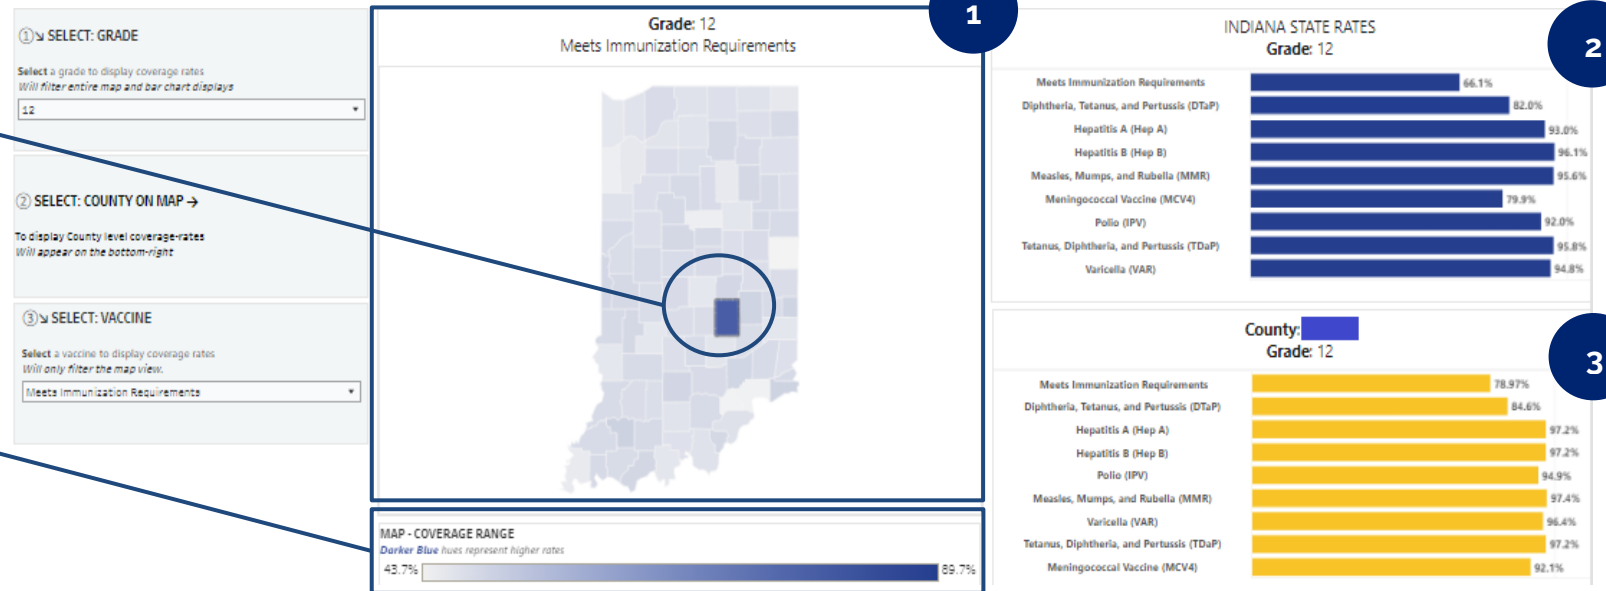 ①↘ SELECT: GRADE
Select a grade to display coverage rates
Will filter entire map and bar chart displays
12
② SELECT: COUNTY ON MAP →
To display County level coverage-rates
Will appear on the bottom-right
③↘ SELECT: VACCINE
Select a vaccine to display coverage rates
Will only filter the map view.
Meets Immunization Requirements
1
Grade: 12
Meets Immunization Requirements
MAP - COVERAGE RANGE
Darker Blue hues represent higher rates
43.7% 89.7%
2
INDIANA STATE RATES
Grade: 12
Meets Immunization Requirements 66.1%
Diphtheria, Tetanus, and Pertussis (DTaP) 82.0%
Hepatitis A (Hep A) 93.0%
Hepatitis B (Hep B) 96.1%
Measles, Mumps, and Rubella (MMR) 95.6%
Meningococcal Vaccine (MCV4) 79.9%
Polio (IPV) 92.0%
Tetanus, Diphtheria, and Pertussis (TDaP) 95.8%
Varicella (VAR) 94.8%
3
County:
Grade: 12
Meets Immunization Requirements 78.97%
Diphtheria, Tetanus, and Pertussis (DTaP) 84.6%
Hepatitis A (Hep A) 97.2%
Hepatitis B (Hep B) 97.2%
Polio (IPV) 94.9%
Measles, Mumps, and Rubella (MMR) 97.4%
Varicella (VAR) 96.4%
Tetanus, Diphtheria, and Pertussis (TDaP) 97.2%
Meningococcal Vaccine (MCV4) 92.1%